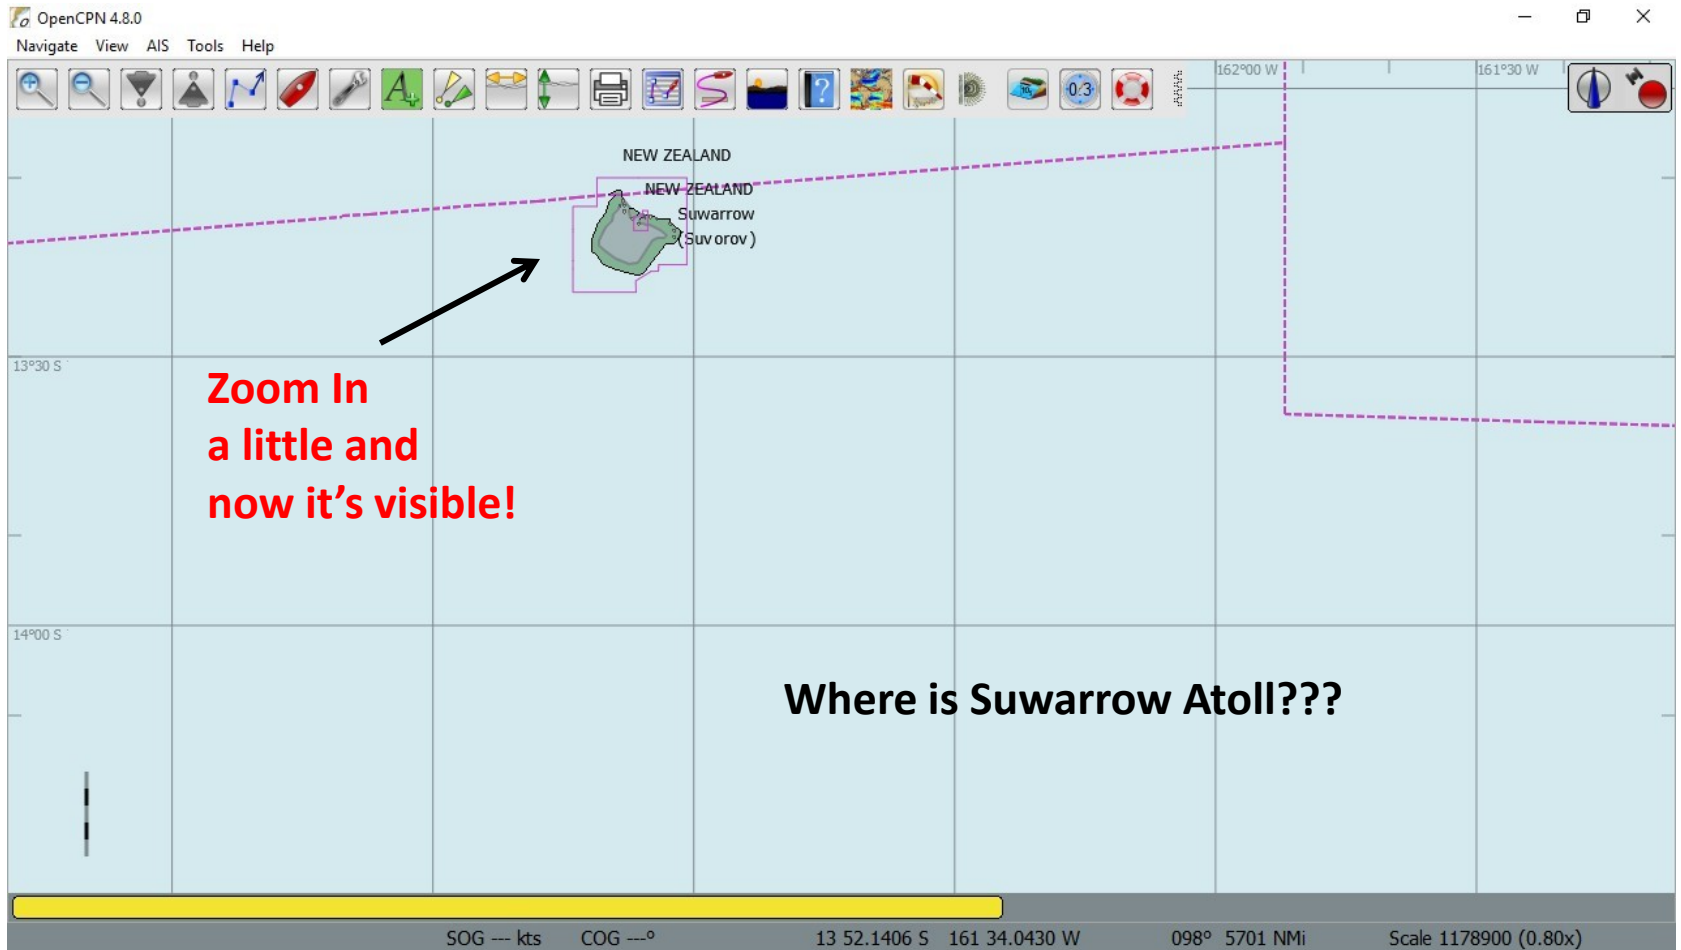 OpenCPN 4.8.0
Navigate View AIS Tools Help
162°00 W
161°30 W
NEW ZEALAND
NEW ZEALAND
Suwarrow
(Suvorov)
13°30 S
Zoom In
a little and
now it’s visible!
14°00 S
Where is Suwarrow Atoll???
SOG --- kts COG ---° 13 52.1406 S 161 34.0430 W 098° 5701 NMi Scale 1178900 (0.80x)